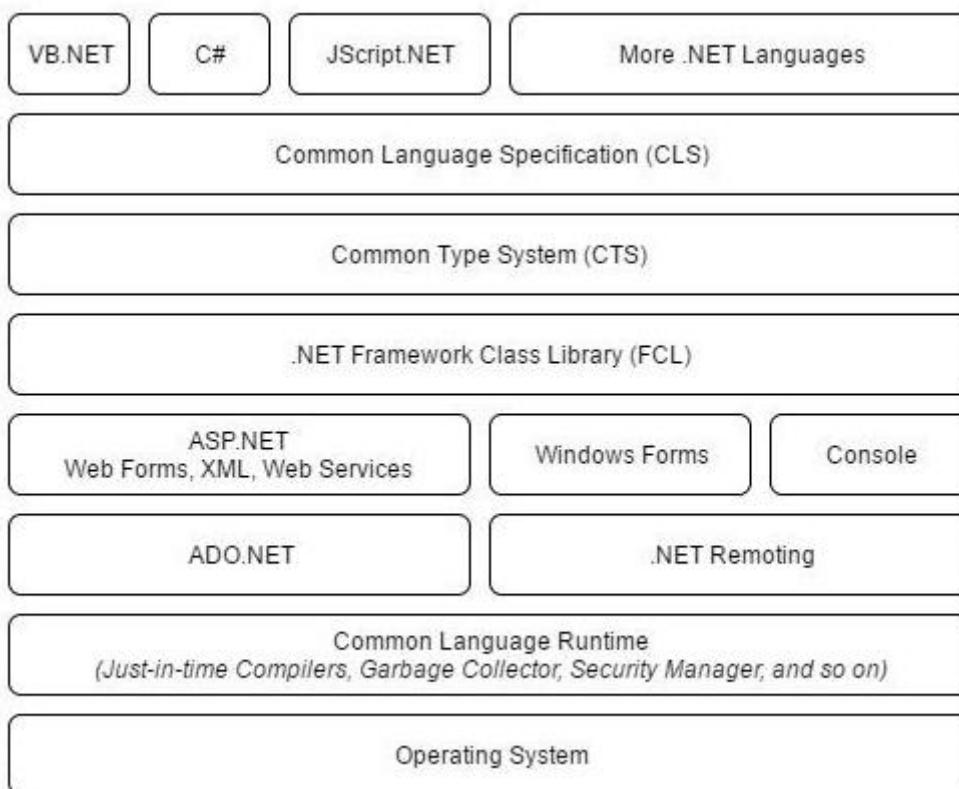 VB.NET
C#
JScript.NET
More .NET Languages
Common Language Specification (CLS)
Common Type System (CTS)
.NET Framework Class Library (FCL)
ASP.NET
Web Forms, XML, Web Services
Windows Forms
Console
ADO.NET
.NET Remoting
Common Language Runtime
(Just-in-time Compilers, Garbage Collector, Security Manager, and so on)
Operating System